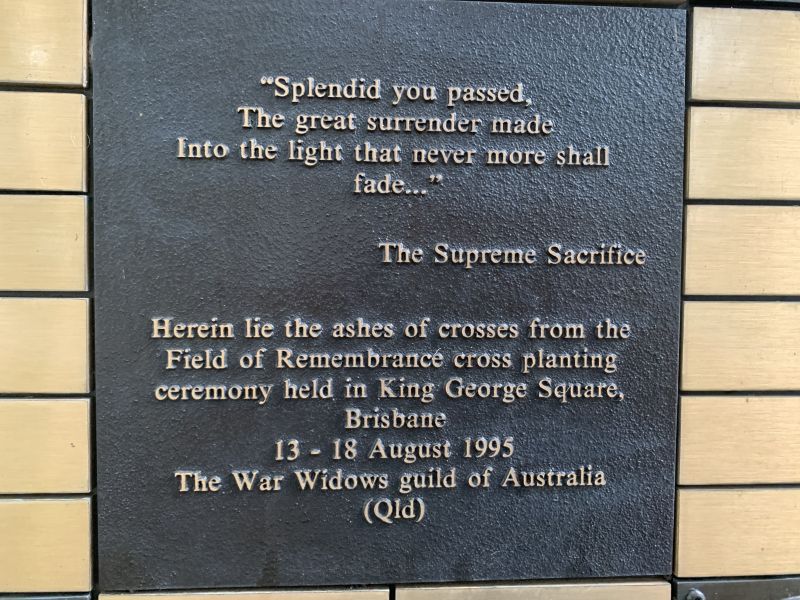 “Splendid you passed,
The great surrender made
Into the light that never more shall
fade...”
The Supreme Sacrifice
Herein lie the ashes of crosses from the
Field of Remembrance cross planting
ceremony held in King George Square,
Brisbane
13 - 18 August 1995
The War Widows guild of Australia
(Qld)